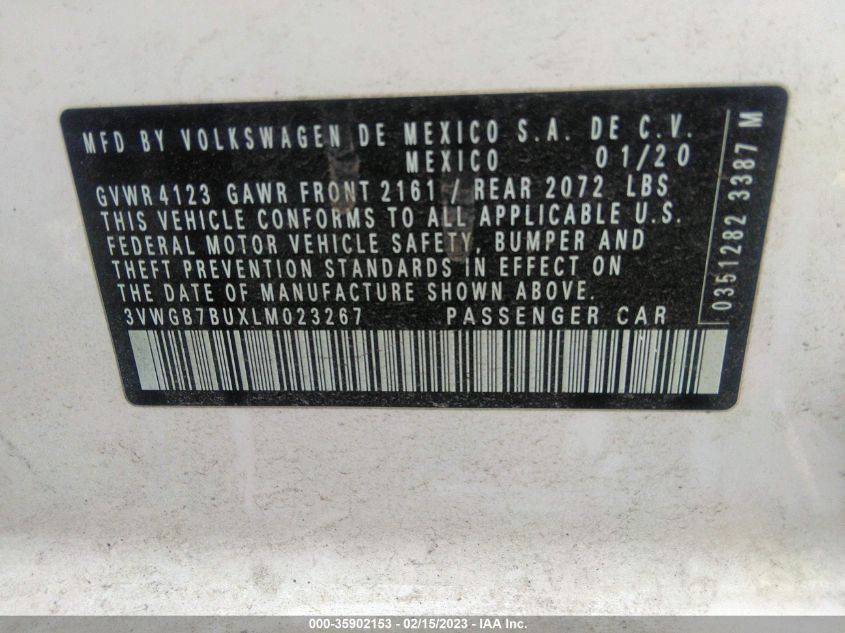 MFD BY VOLKSWAGEN DE MEXICO S.A. DE C.V.
MEXICO 01/20
GVWR 4123 GAWR FRONT 2161 / REAR 2072 LBS
THIS VEHICLE CONFORMS TO ALL APPLICABLE U.S.
FEDERAL MOTOR VEHICLE SAFETY, BUMPER AND
THEFT PREVENTION STANDARDS IN EFFECT ON
THE DATE OF MANUFACTURE SHOWN ABOVE.
3VWGB7BUXLM023267 PASSENGER CAR
0351282 3387 M
000-35902153 - 02/15/2023 - IAA Inc.